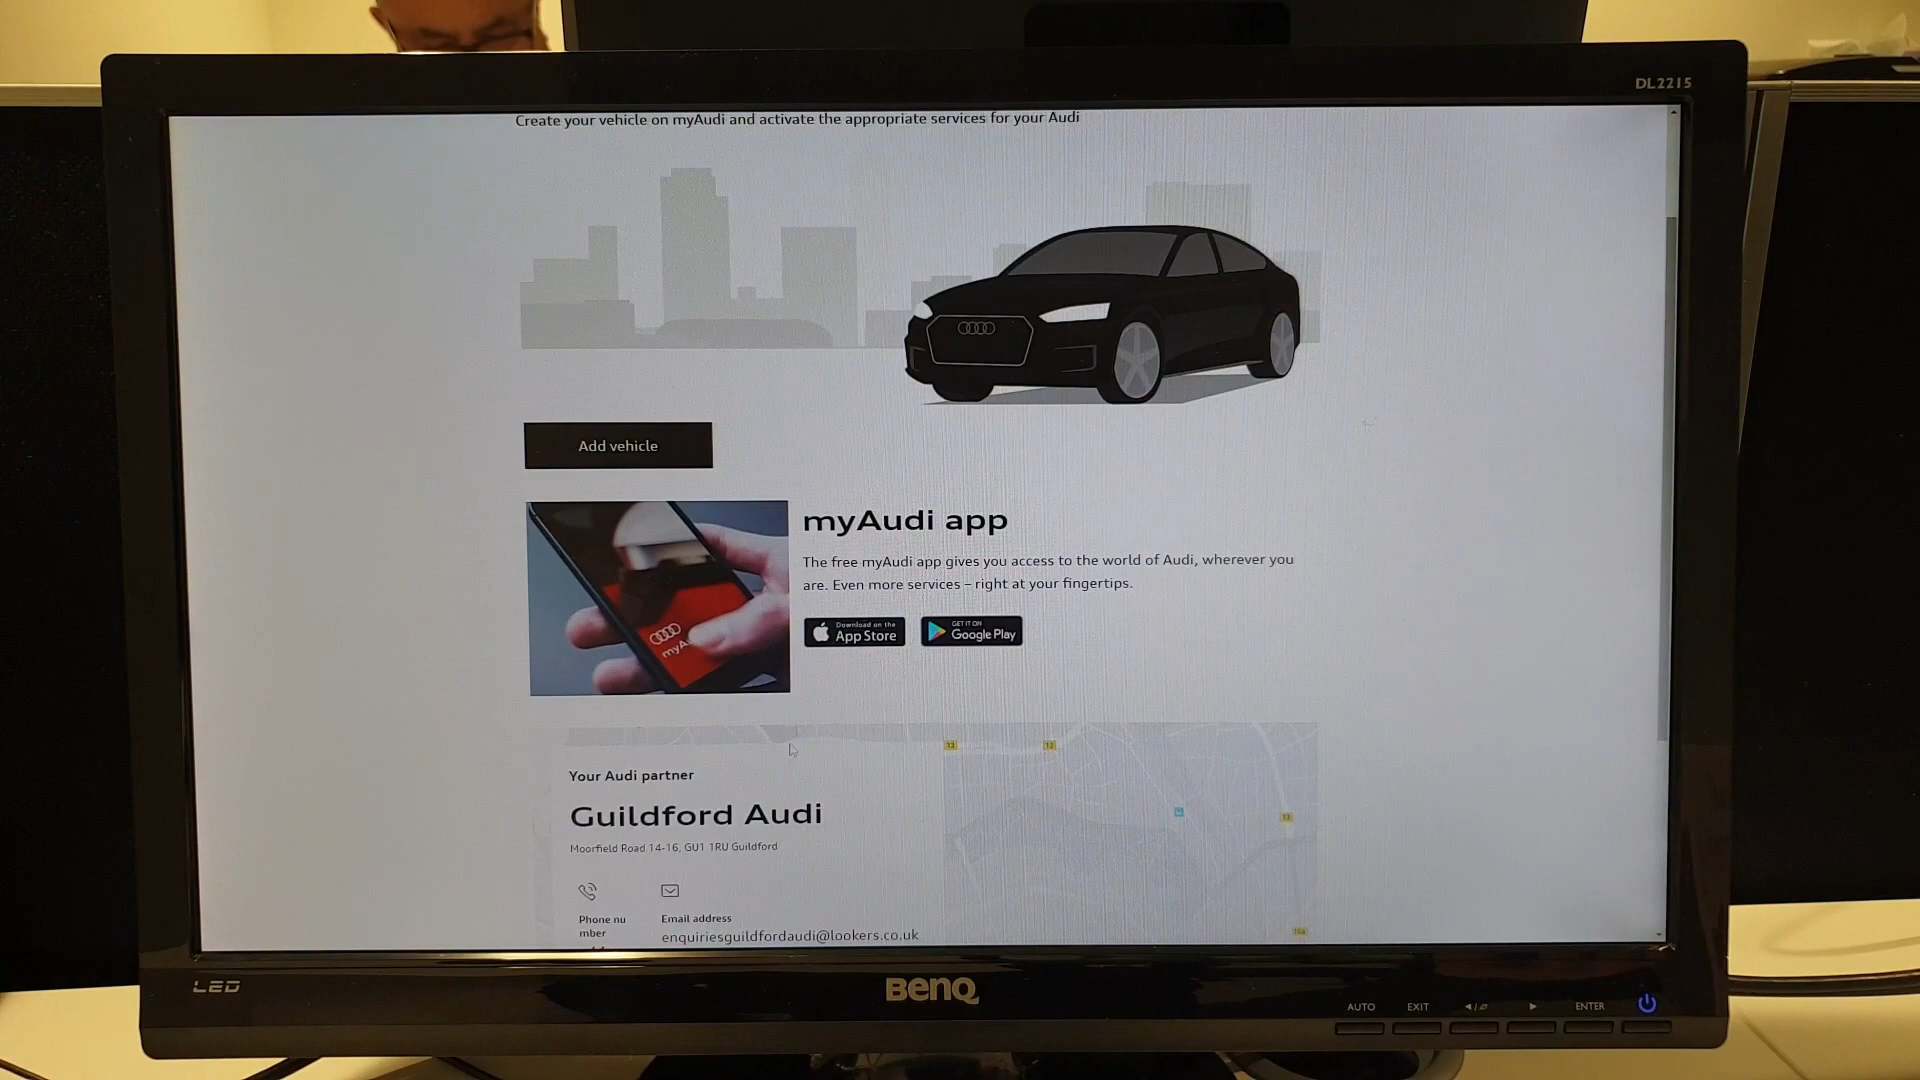 DL2215
Create your vehicle on myAudi and activate the appropriate services for your Audi
Add vehicle
myAudi app
The free myAudi app gives you access to the world of Audi, wherever you
are. Even more services – right at your fingertips.
Download on the
App Store
GET IT ON
Google Play
13
13
Your Audi partner
Guildford Audi
13
Moorfield Road 14-16, GU1 1RU Guildford
Phone nu
mber
Email address
enquiriesguildfordaudi@lookers.co.uk
LED
BenQ
AUTO
EXIT
ENTER